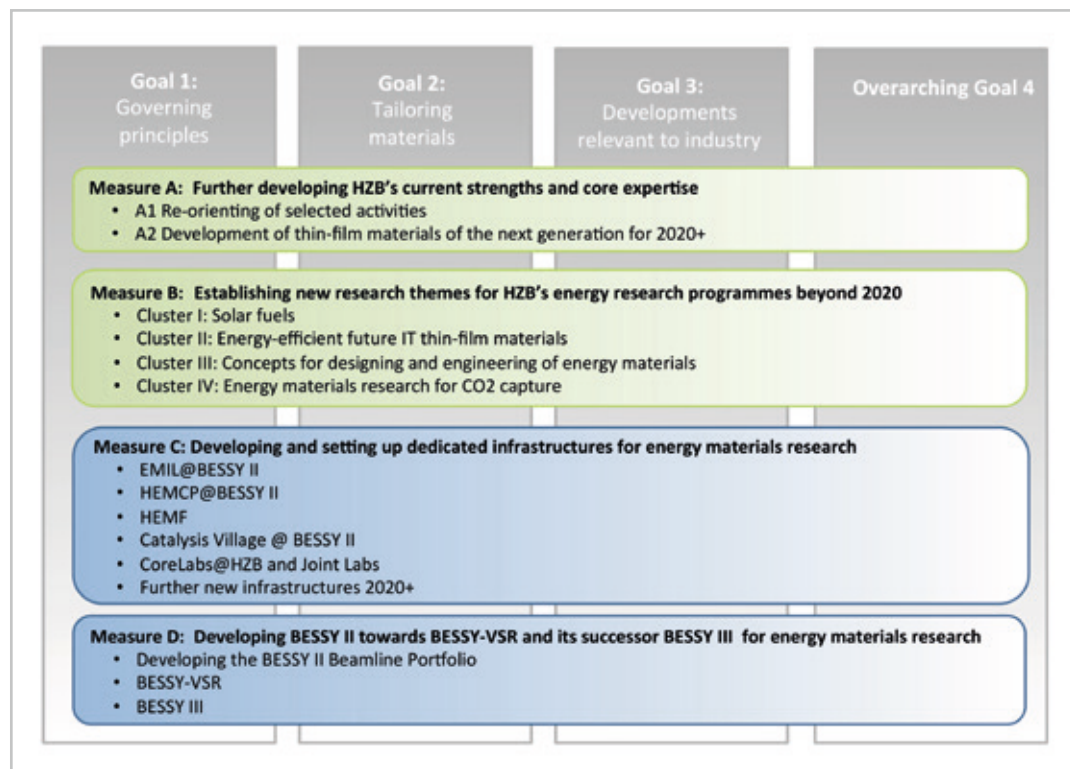 Goal 1:
Governing
principles
Goal 2:
Tailoring
materials
Goal 3:
Developments
relevant to industry
Overarching Goal 4
Measure A: Further developing HZB's current strengths and core expertise
• A1 Re-orienting of selected activities
• A2 Development of thin-film materials of the next generation for 2020+
Measure B: Establishing new research themes for HZB's energy research programmes beyond 2020
• Cluster I: Solar fuels
• Cluster II: Energy-efficient future IT thin-film materials
• Cluster III: Concepts for designing and engineering of energy materials
• Cluster IV: Energy materials research for CO2 capture
Measure C: Developing and setting up dedicated infrastructures for energy materials research
• EMIL@BESSY II
• HEMCP@BESSY II
• HEMF
• Catalysis Village @ BESSY II
• CoreLabs@HZB and Joint Labs
• Further new infrastructures 2020+
Measure D: Developing BESSY II towards BESSY-VSR and its successor BESSY III for energy materials research
• Developing the BESSY II Beamline Portfolio
• BESSY-VSR
• BESSY III